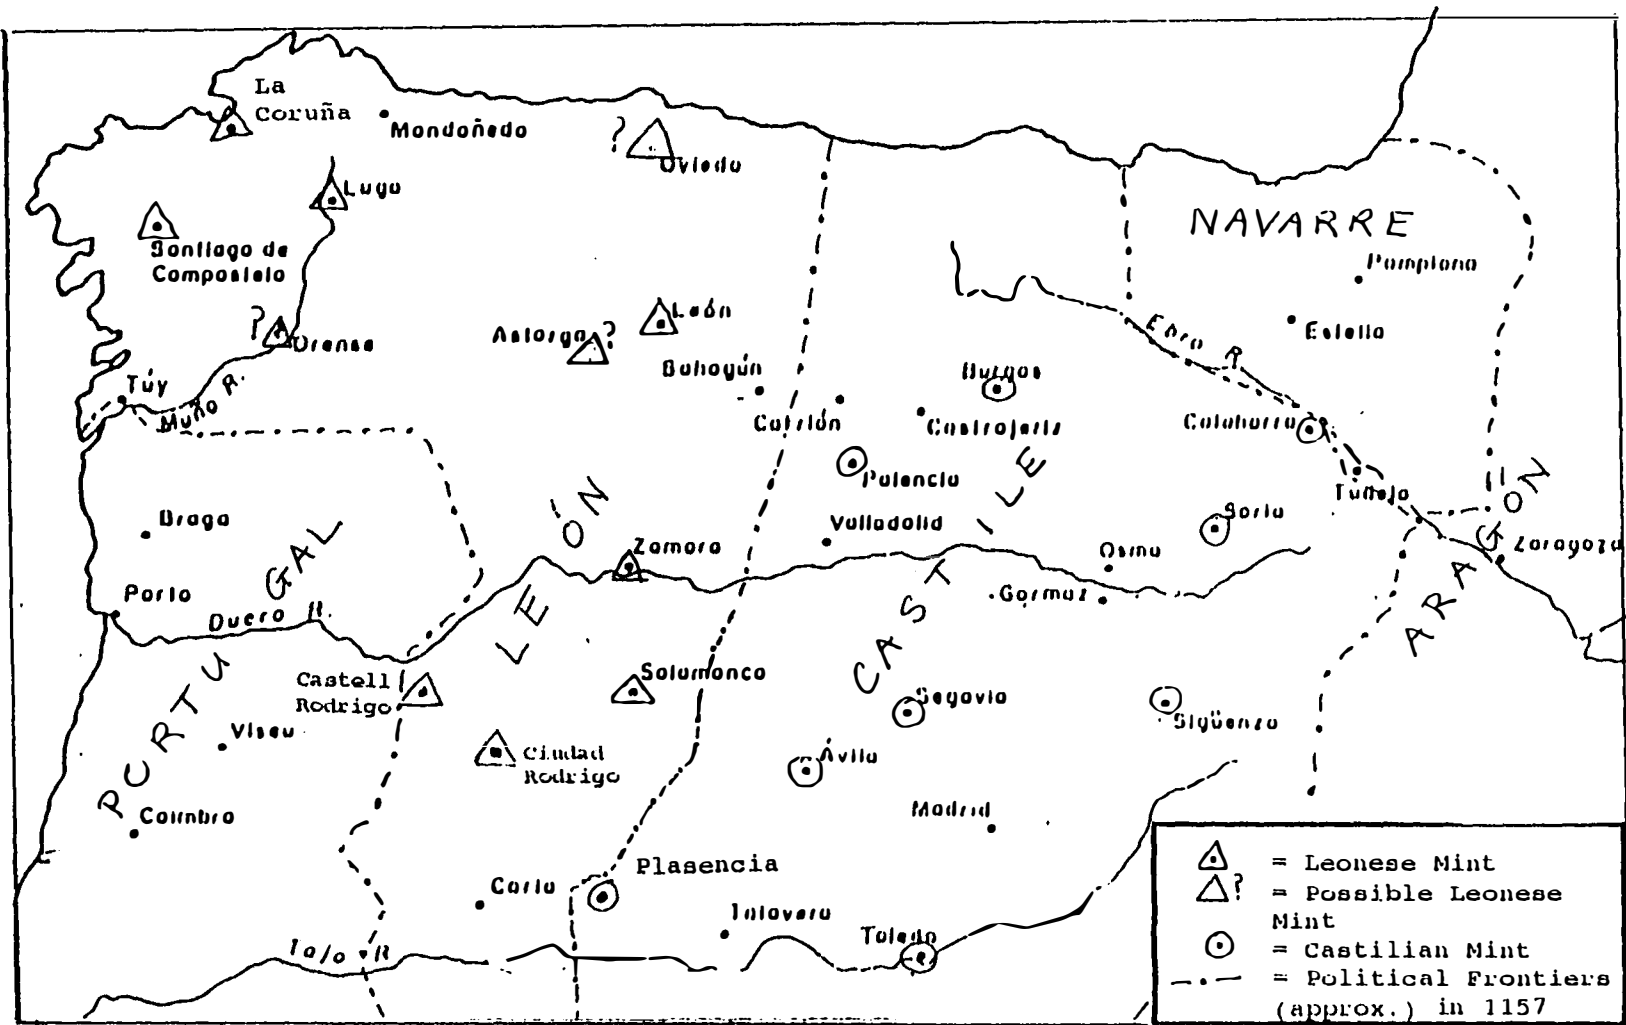 La
Coruña
Mondoñedo
?
Oviedo
Lugo
Santiago de
Compostela
NAVARRE
Pamplona
?
Orense
Astorga
?
León
Sahagún
Burgos
Ebro R.
Estella
Túy
Miño R.
Carrión
Castrojeriz
Calahorra
Palencia
Tudela
Braga
LEÓN
Zamora
Valladolid
CASTILE
Soria
Osma
ARAGÓN
Zaragoza
PORTUGAL
Porto
Duero R.
Gormaz
Castell
Rodrigo
Salamanca
Segovia
Sigüenza
Viseu
Ciudad
Rodrigo
Ávila
Coimbra
Madrid
Plasencia
Coria
Talavera
Toledo
Tajo R
= Leonese Mint
? = Possible Leonese
Mint
= Castilian Mint
= Political Frontiers
(approx.) in 1157